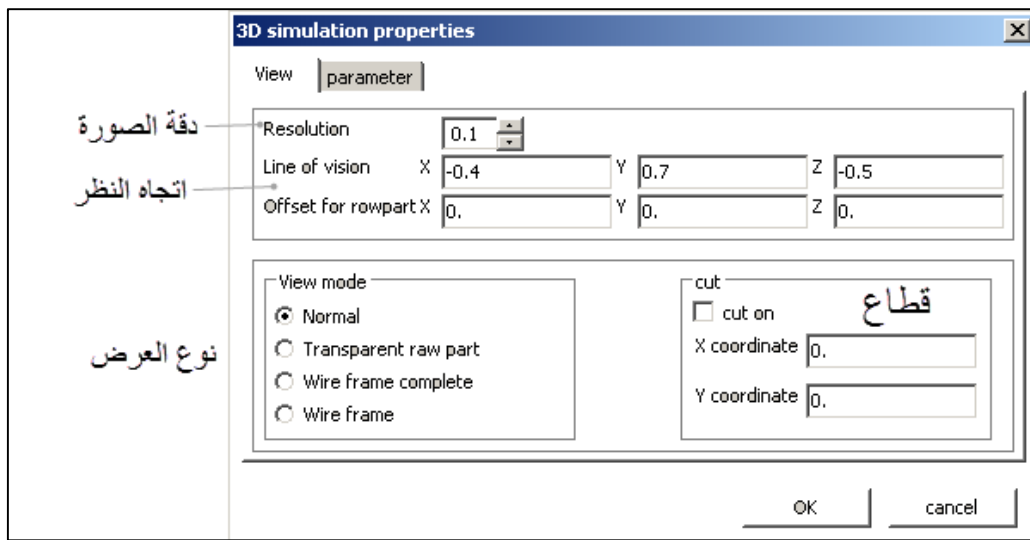 3D simulation properties
View parameter
دقة الصورة Resolution 0.1
Line of vision X -0.4 Y 0.7 Z -0.5
اتجاه النظر
Offset for rowpart X 0. Y 0. Z 0.
View mode
Normal
Transparent raw part
Wire frame complete
Wire frame
نوع العرض
cut
قطاع
cut on
X coordinate 0.
Y coordinate 0.
OK cancel